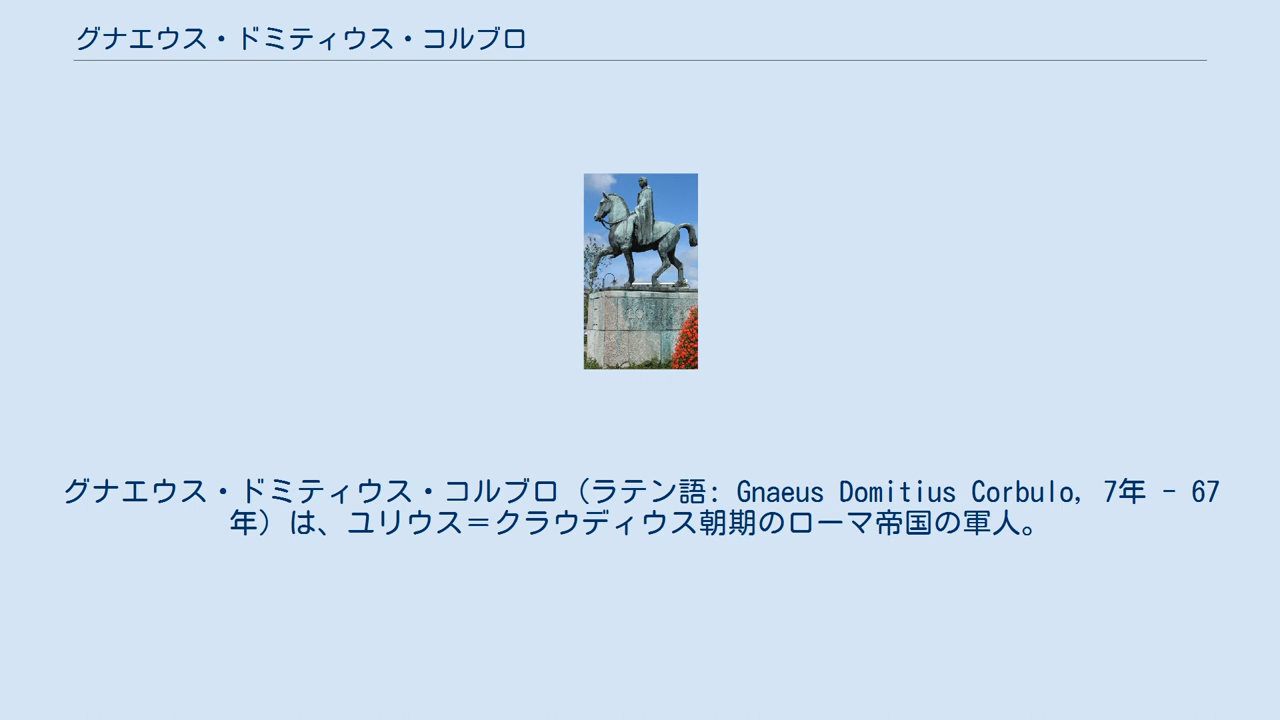 グナエウス・ドミティウス・コルブロ
グナエウス・ドミティウス・コルブロ（ラテン語: Gnaeus Domitius Corbulo, 7年 - 67
年）は、ユリウス＝クラウディウス朝期のローマ帝国の軍人。